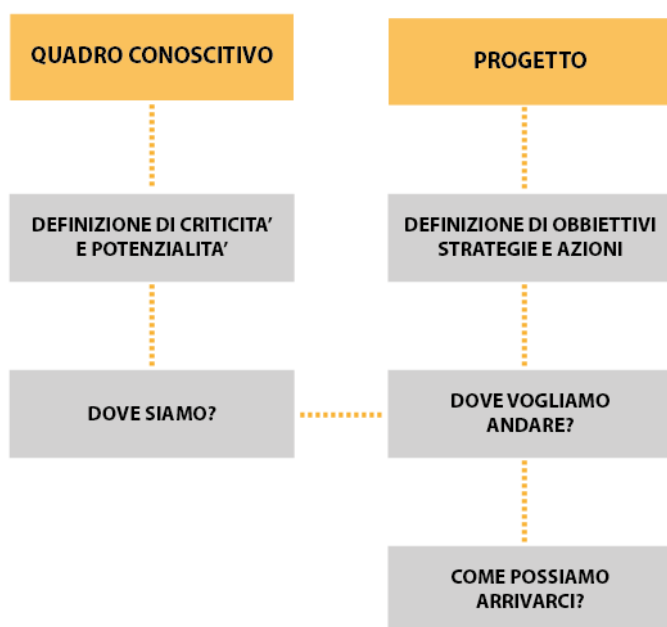 QUADRO CONOSCITIVO
PROGETTO
DEFINIZIONE DI CRITICITA'
E POTENZIALITA'
DEFINIZIONE DI OBBIETTIVI
STRATEGIE E AZIONI
DOVE SIAMO?
DOVE VOGLIAMO
ANDARE?
COME POSSIAMO
ARRIVARCI?